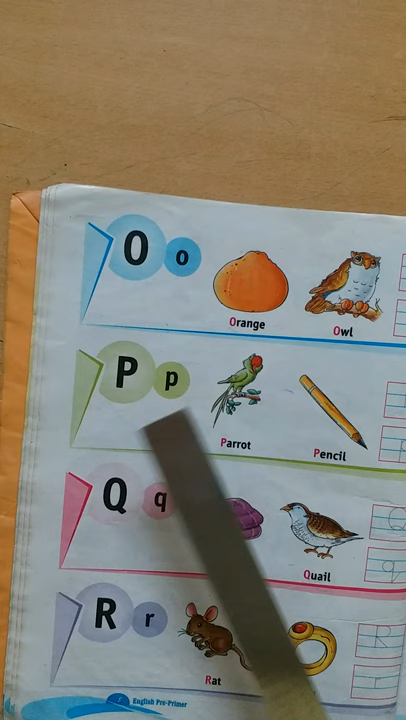 O o
Orange Owl
P p
Parrot Pencil
Q q
Quail
R r
Rat
English Pre-Primer